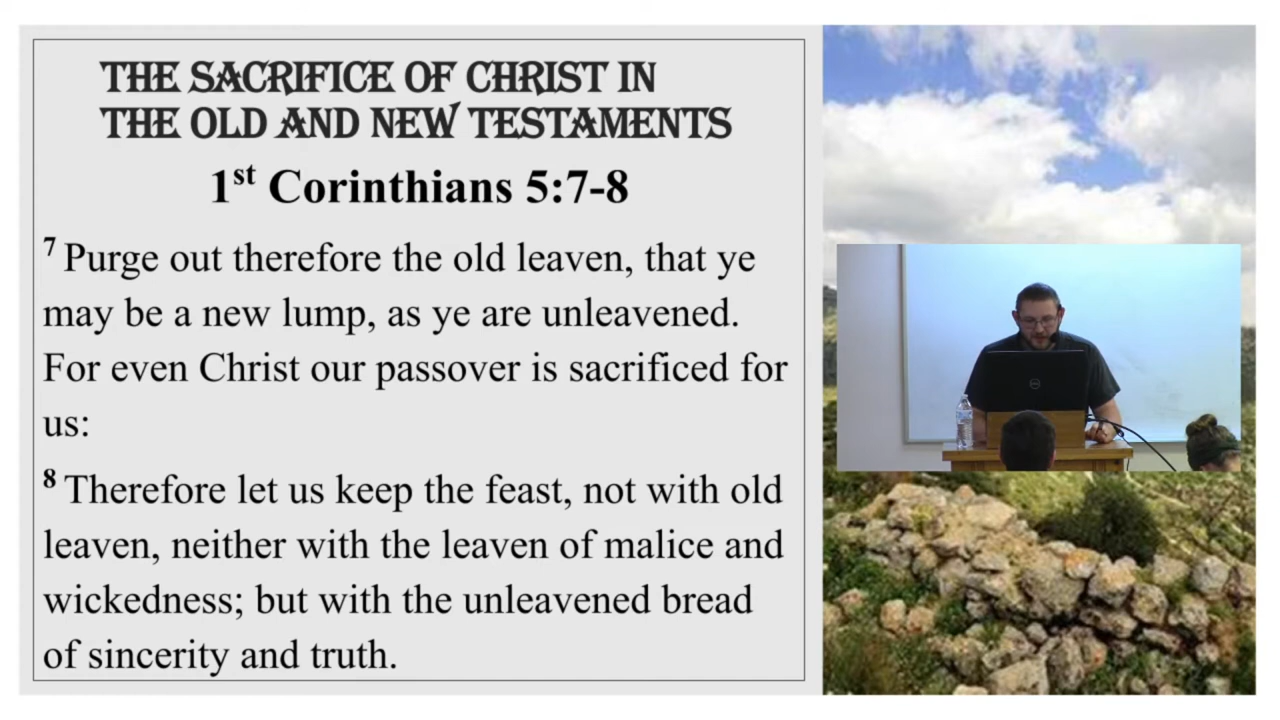 THE SACRIFICE OF CHRIST IN
THE OLD AND NEW TESTAMENTS
1st Corinthians 5:7-8
7 Purge out therefore the old leaven, that ye
may be a new lump, as ye are unleavened.
For even Christ our passover is sacrificed for
us:
8 Therefore let us keep the feast, not with old
leaven, neither with the leaven of malice and
wickedness; but with the unleavened bread
of sincerity and truth.